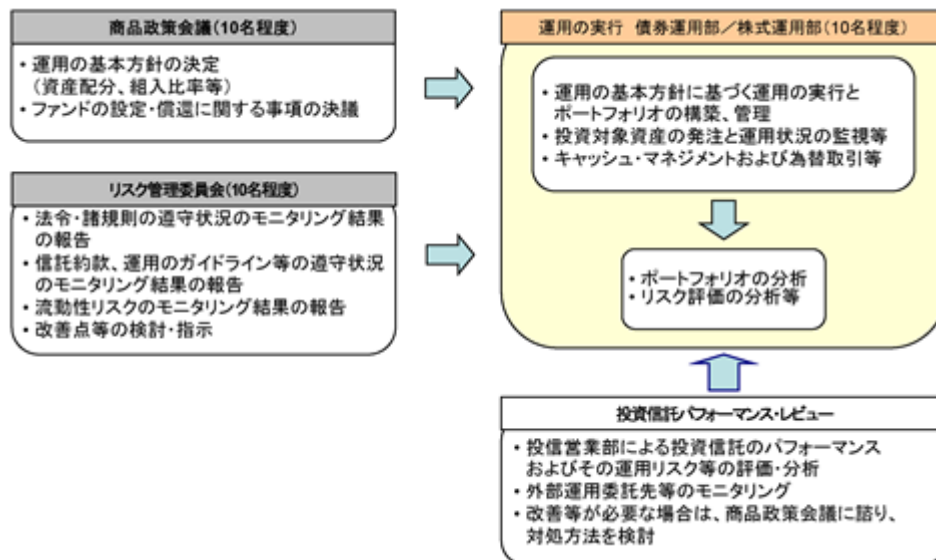 商品政策会議(10名程度)
・運用の基本方針の決定
(資産配分、組入比率等)
・ファンドの設定・償還に関する事項の決議
リスク管理委員会(10名程度)
・法令・諸規則の遵守状況のモニタリング結果
の報告
・信託約款、運用のガイドライン等の遵守状況
のモニタリング結果の報告
・流動性リスクのモニタリング結果の報告
・改善点等の検討・指示
運用の実行 債券運用部/株式運用部(10名程度)
・運用の基本方針に基づく運用の実行と
ポートフォリオの構築、管理
・投資対象資産の発注と運用状況の監視等
・キャッシュ・マネジメントおよび為替取引等
・ポートフォリオの分析
・リスク評価の分析等
投資信託パフォーマンス・レビュー
・投信営業部による投資信託のパフォーマンス
およびその運用リスク等の評価・分析
・外部運用委託先等のモニタリング
・改善等が必要な場合は、商品政策会議に諮り、
対処方法を検討